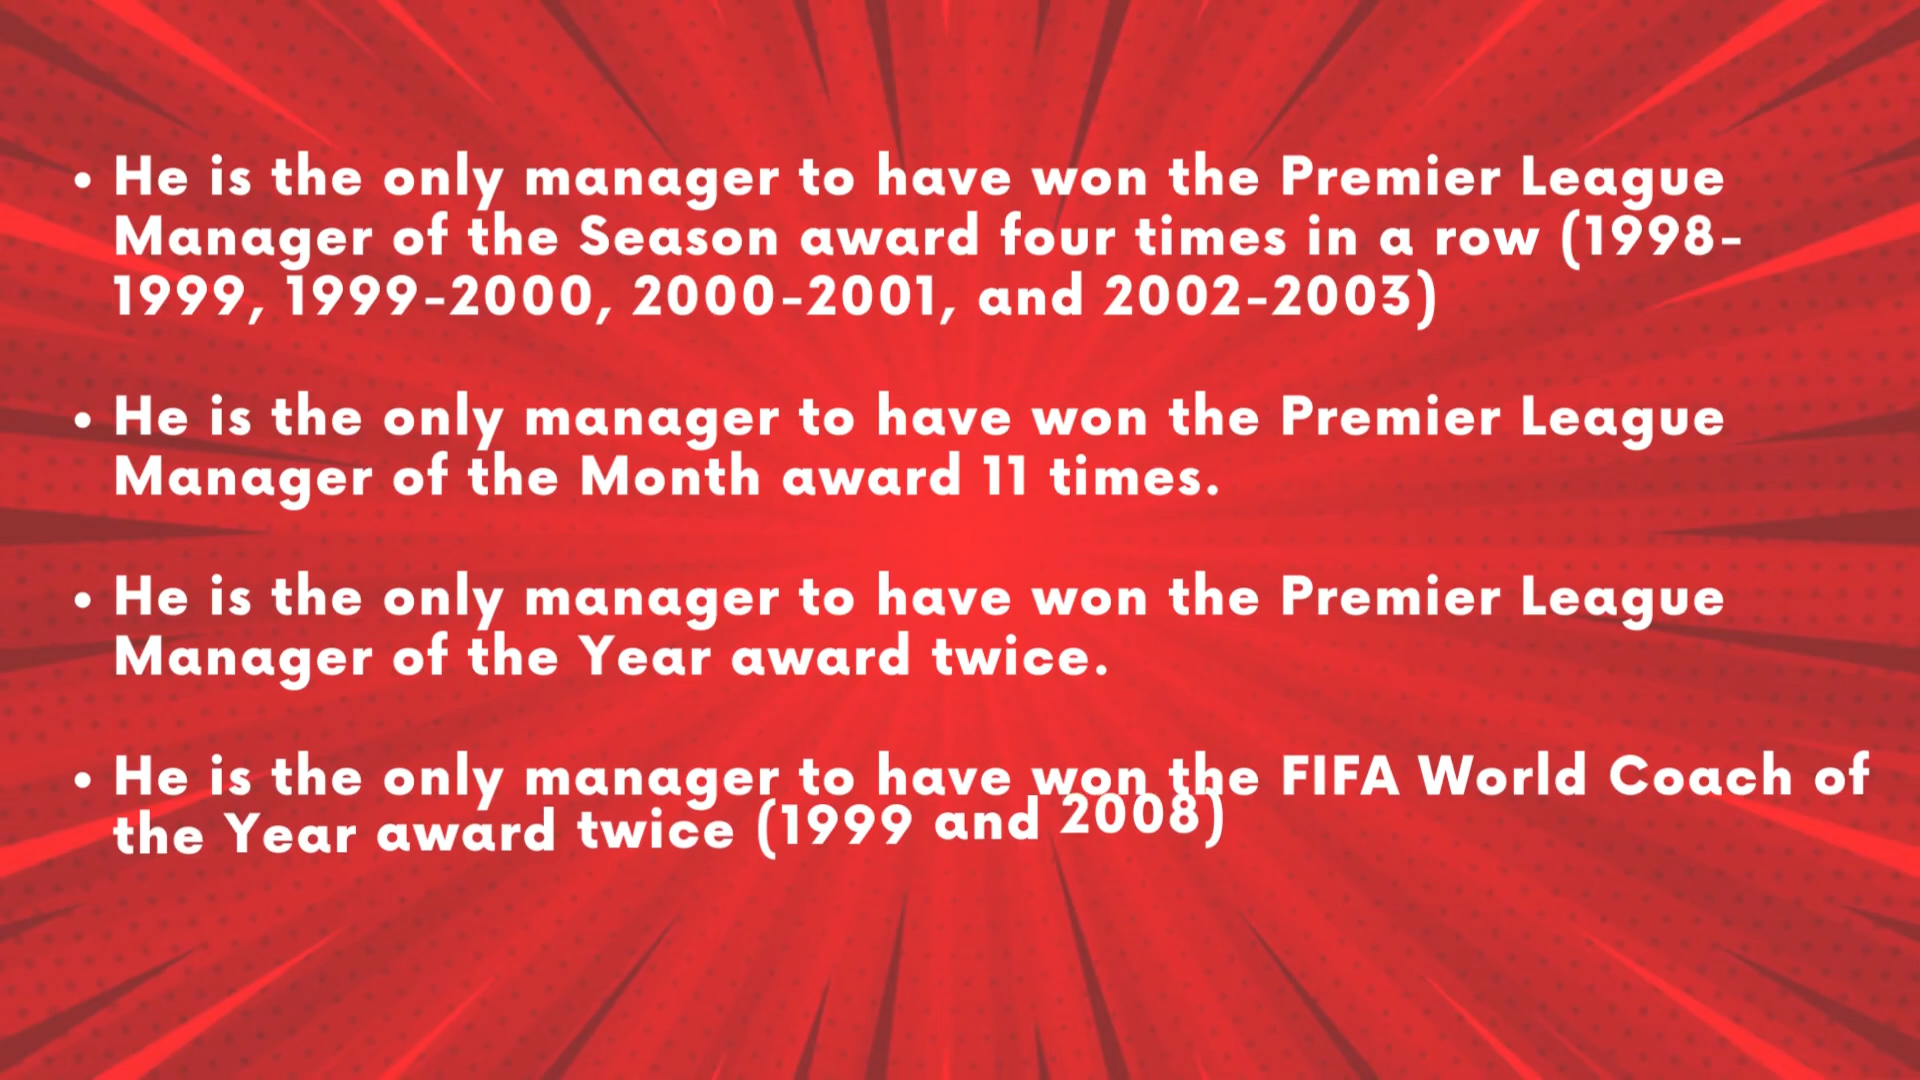 • He is the only manager to have won the Premier League
Manager of the Season award four times in a row (1998-
1999, 1999-2000, 2000-2001, and 2002-2003)
• He is the only manager to have won the Premier League
Manager of the Month award 11 times.
• He is the only manager to have won the Premier League
Manager of the Year award twice.
• He is the only manager to have won the FIFA World Coach of
the Year award twice (1999 and 2008)